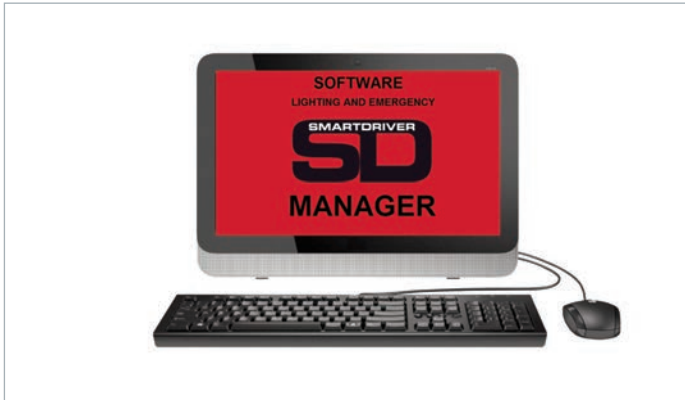 SOFTWARE
LIGHTING AND EMERGENCY
SMARTDRIVER
SD
MANAGER